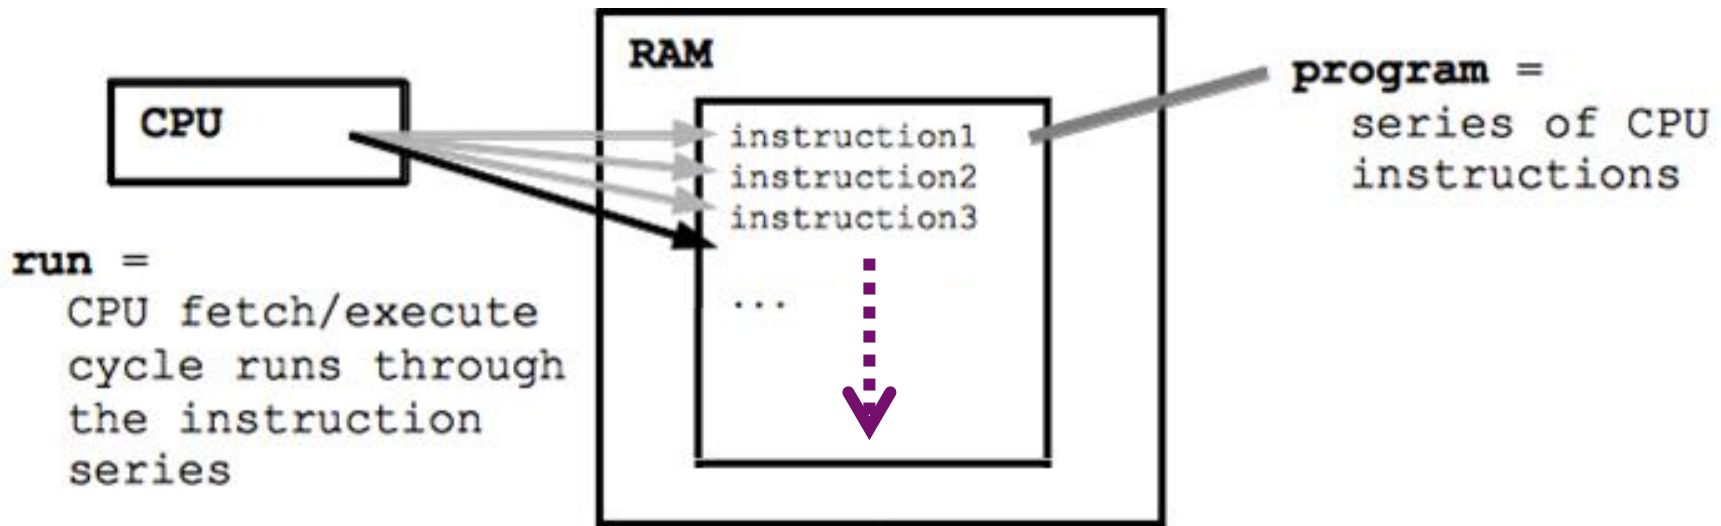 CPU
run =
CPU fetch/execute
cycle runs through
the instruction
series
RAM
instruction1
instruction2
instruction3
...
program =
series of CPU
instructions